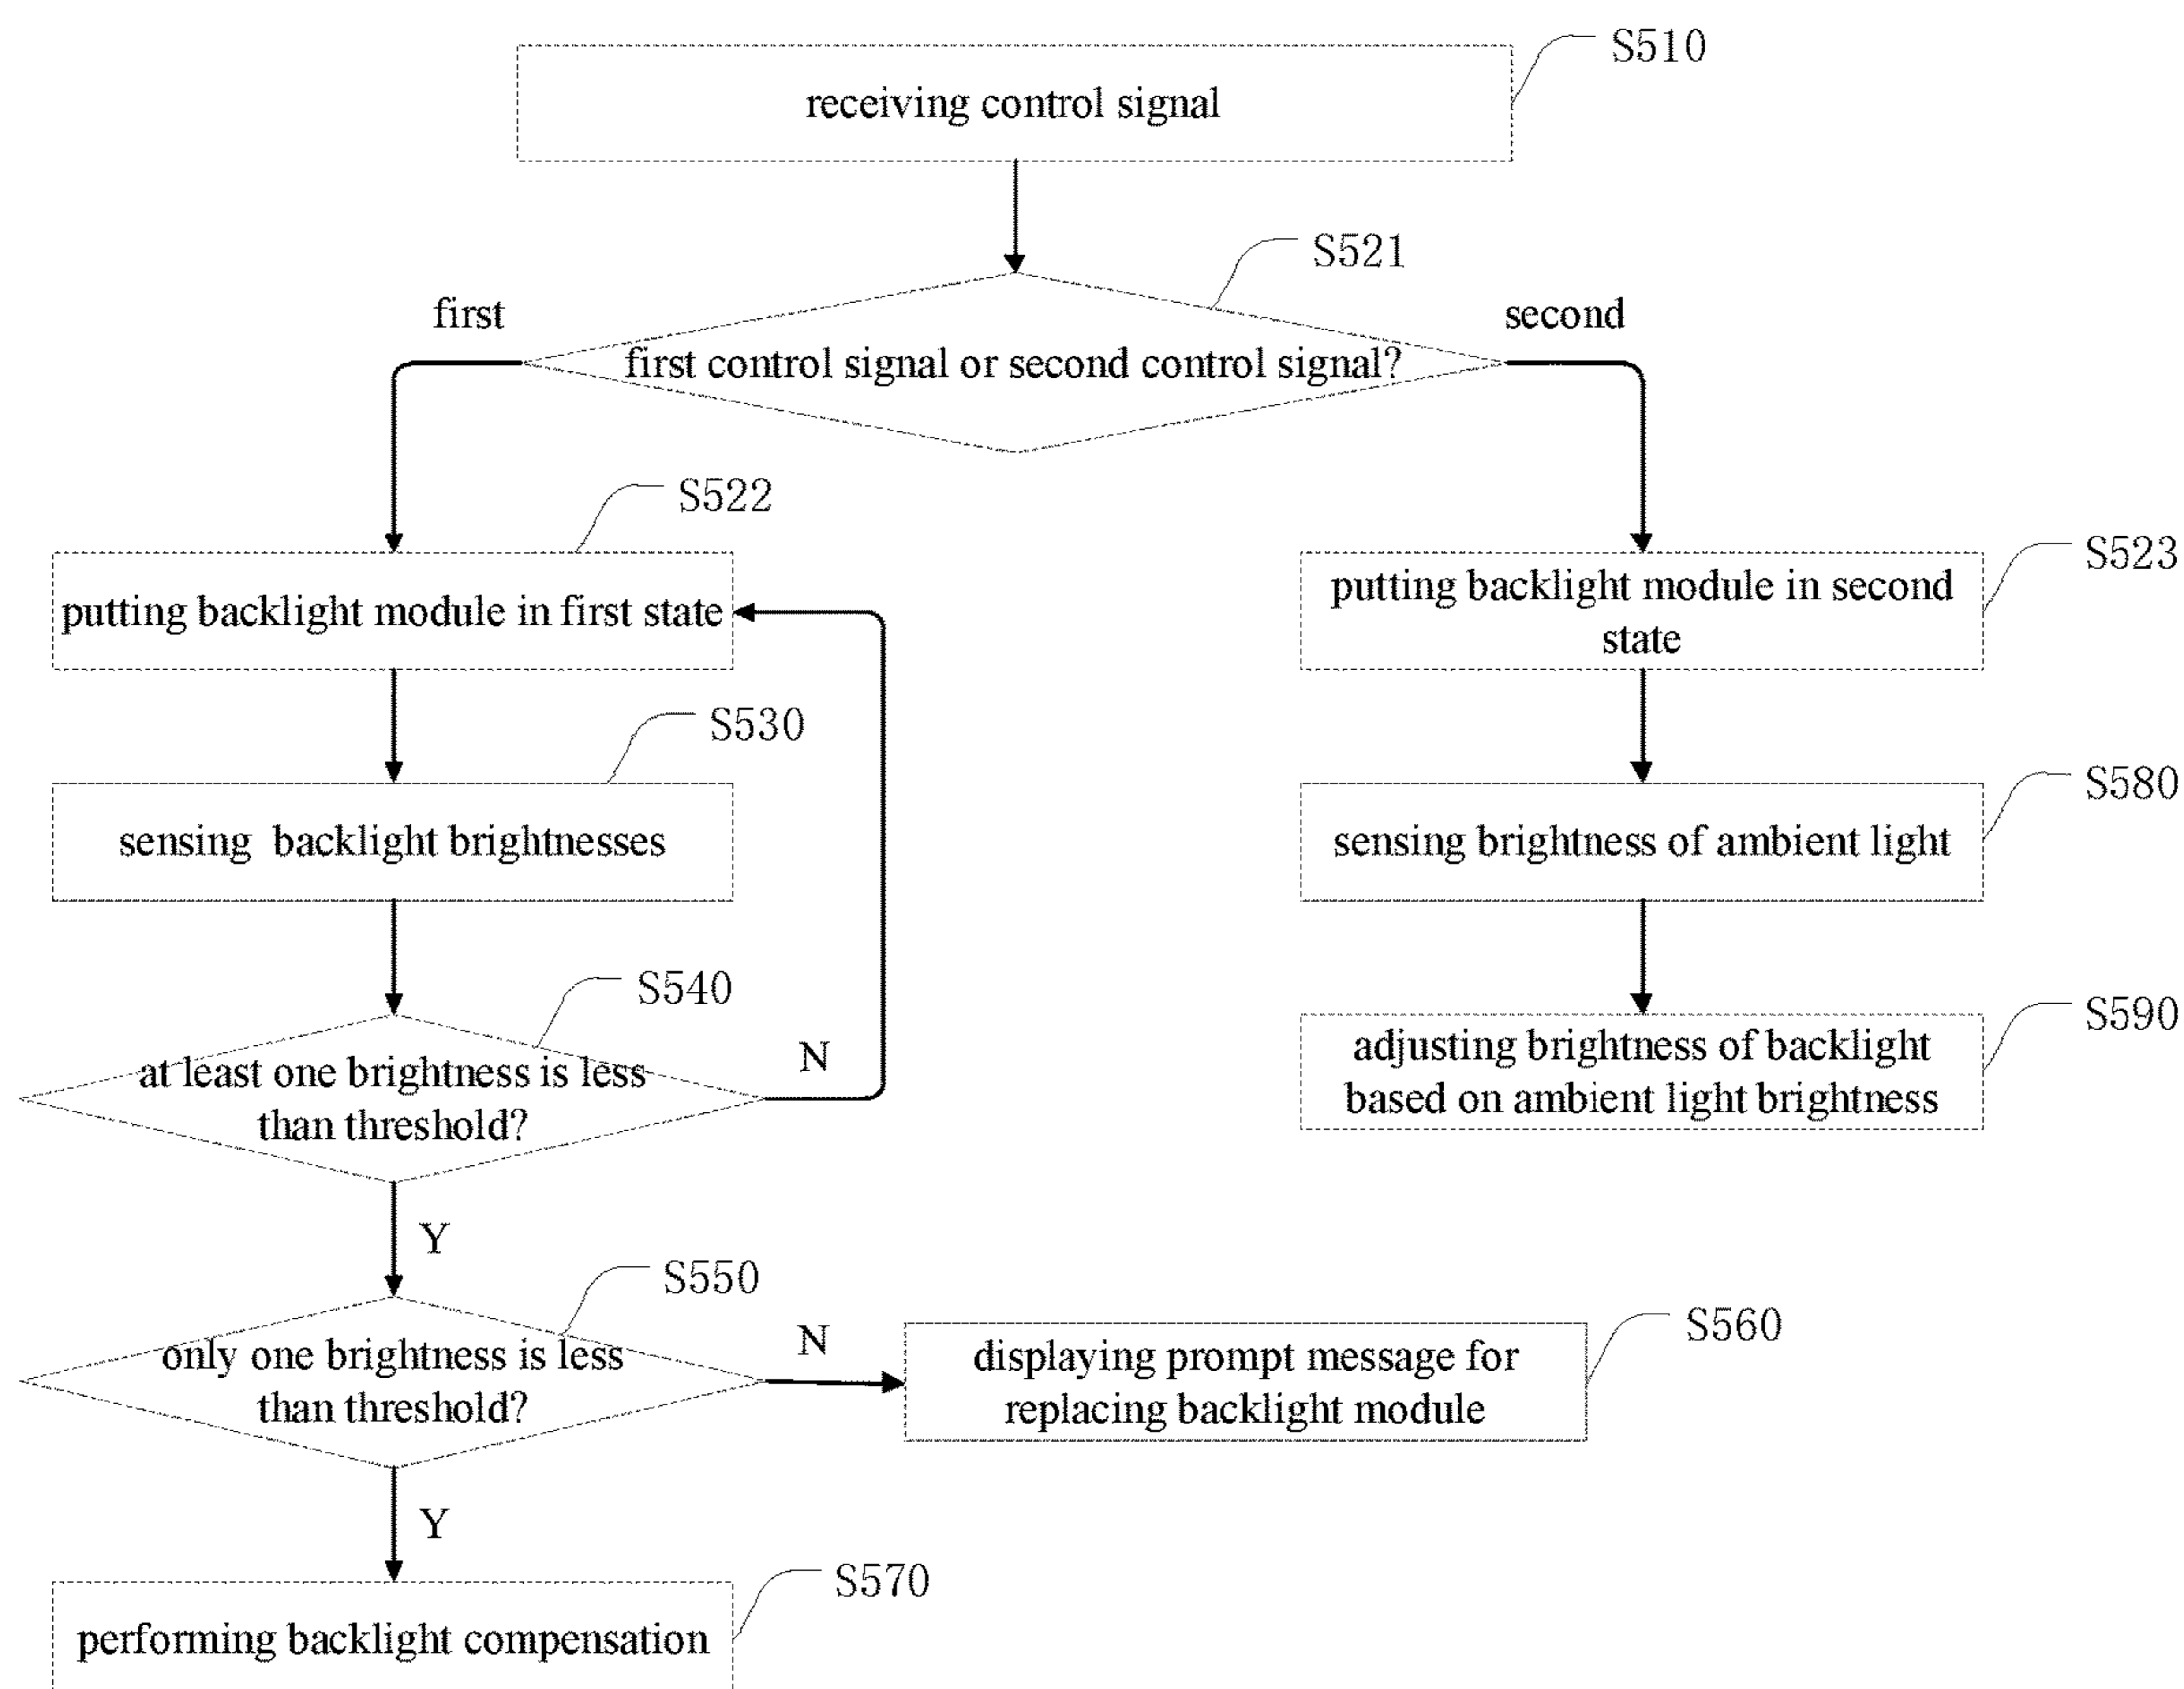 S510
receiving control signal
S521
first
second
first control signal or second control signal?
S522
S523
putting backlight module in first state
putting backlight module in second
state
S530
S580
sensing backlight brightnesses
sensing brightness of ambient light
S540
S590
at least one brightness is less
than threshold?
N
adjusting brightness of backlight
based on ambient light brightness
Y
S550
S560
only one brightness is less
than threshold?
N
displaying prompt message for
replacing backlight module
Y
S570
performing backlight compensation